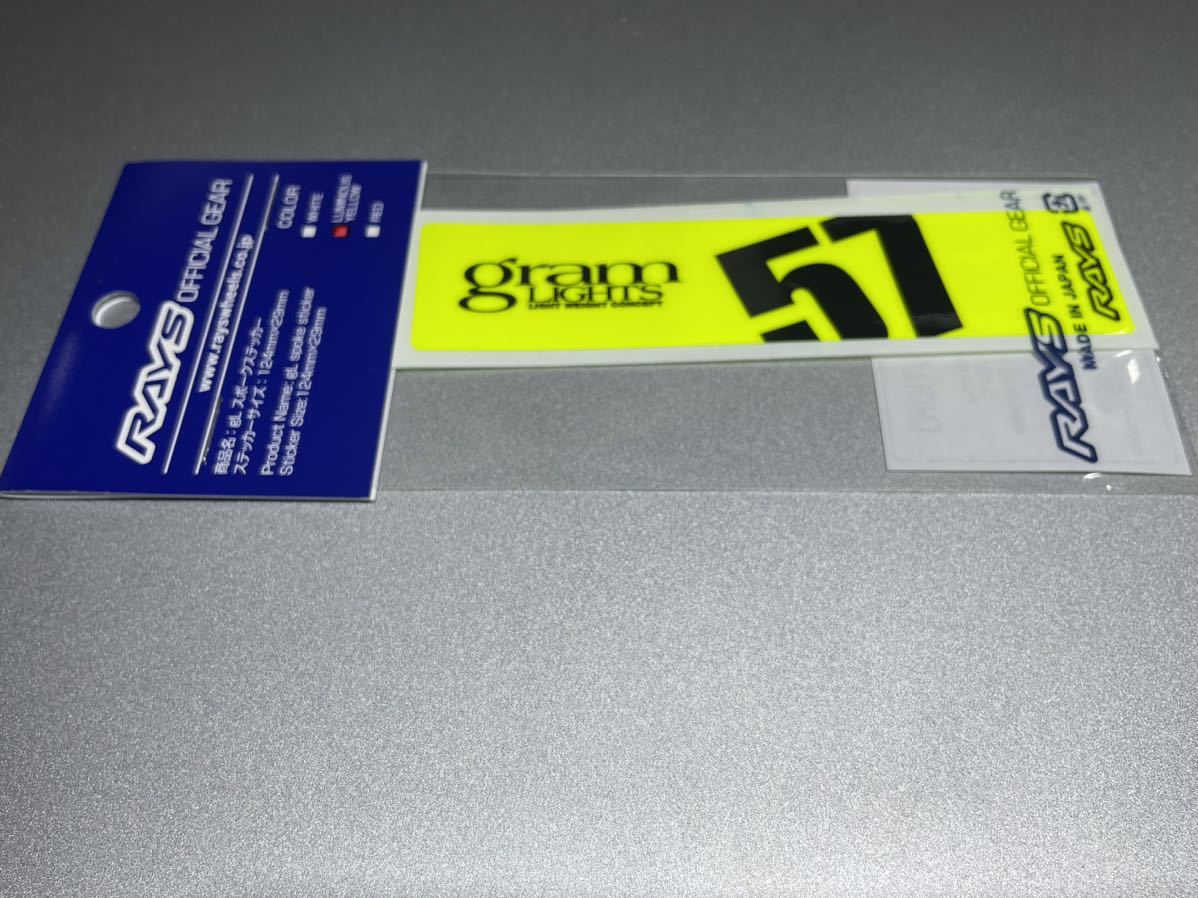 RAYS OFFICIAL GEAR
www.rayswheels.co.jp
商品名：gL スポークステッカー
ステッカーサイズ：124mm×29mm
Product Name: gL spoke sticker
Sticker Size:124mm×29mm
COLOR
WHITE
LUMINOUS
YELLOW
RED
gram
LIGHTS
LIGHT WEIGHT
57
RAYS
RAYS OFFICIAL GEAR
MADE IN JAPAN